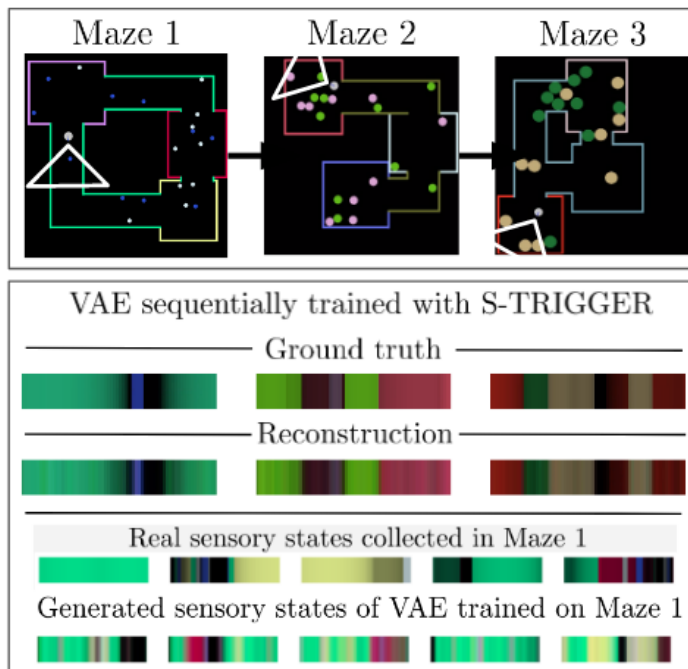 Maze 1
Maze 2
Maze 3
VAE sequentially trained with S-TRIGGER
Ground truth
Reconstruction
Real sensory states collected in Maze 1
Generated sensory states of VAE trained on Maze 1